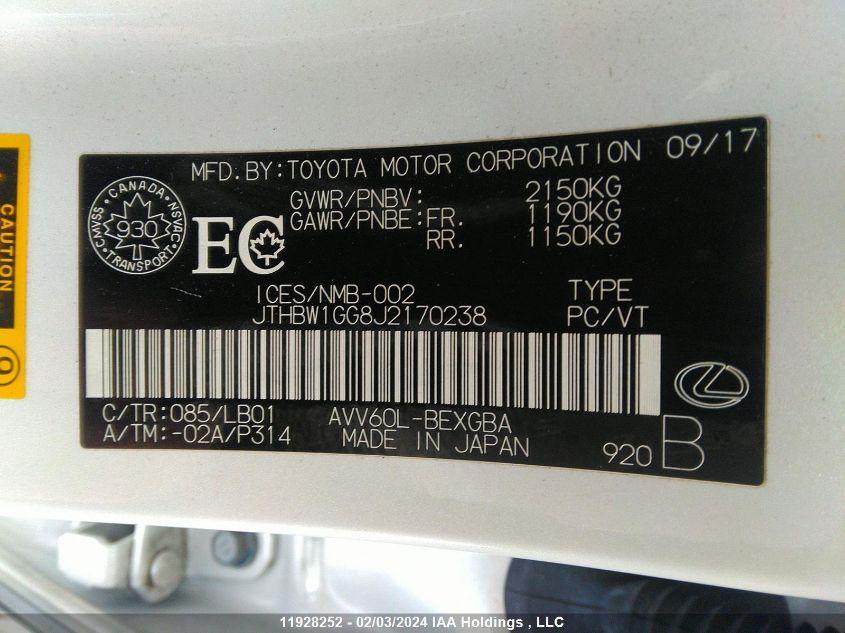 MFD.BY:TOYOTA MOTOR CORPORATION 09/17
GVWR/PNBV: 2150KG
GAWR/PNBE:FR. 1190KG
RR. 1150KG
CANADA
CMVSS 930 NSVAC
TRANSPORT
EC
ICES/NMB-002 TYPE
JTHBW1GG8J2170238 PC/VT
C/TR:085/LB01 AVV60L-BEXGBA
A/TM:-02A/P314 MADE IN JAPAN 920 B
CAUTION
11928252 - 02/03/2024 IAA Holdings , LLC